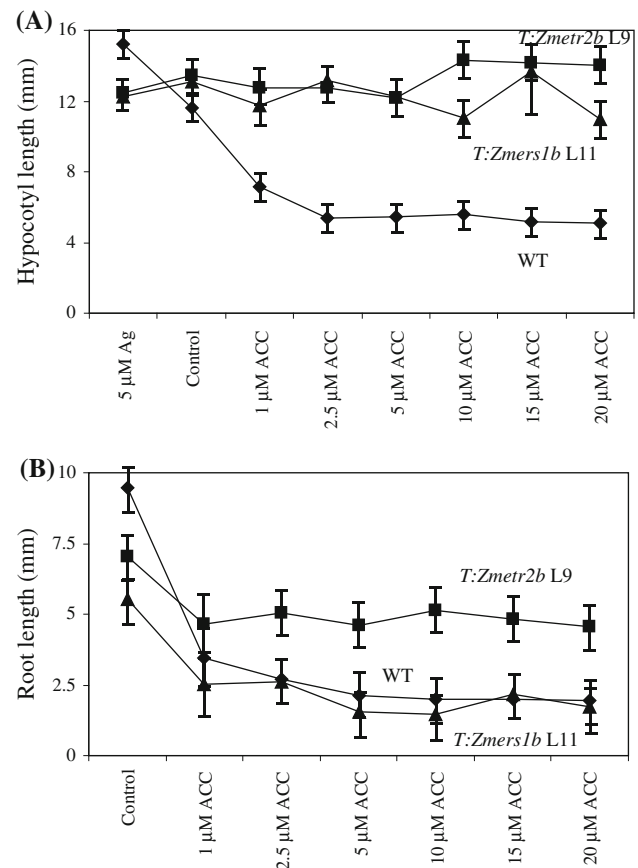 (A)
16
12
8
4
0
Hypocotyl length (mm)
T:Zmetr2b L9
T:Zmers1b L11
WT
5 µM Ag
Control
1 µM ACC
2.5 µM ACC
5 µM ACC
10 µM ACC
15 µM ACC
20 µM ACC
(B)
10
7.5
5
2.5
0
Root length (mm)
T:Zmetr2b L9
WT
T:Zmers1b L11
Control
1 µM ACC
2.5 µM ACC
5 µM ACC
10 µM ACC
15 µM ACC
20 µM ACC